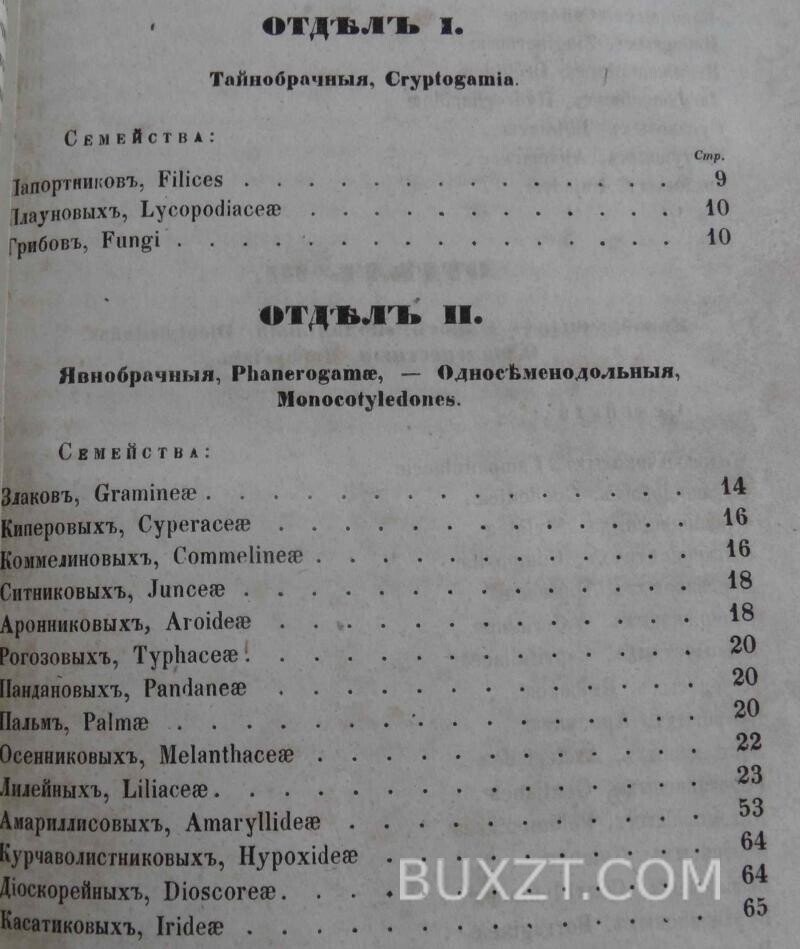 ОТДѢЛЪ I.
Тайнобрачныя, Cryptogamia.
Семейства:
Стр.
Папортниковъ, Filices . . . . . . . . . . . . . . 9
Плауновыхъ, Lycopodiaceæ . . . . . . . . . . . . 10
Грибовъ, Fungi . . . . . . . . . . . . . . . . . 10
ОТДѢЛЪ II.
Явнобрачныя, Phanerogamæ, — Односѣменодольныя,
Monocotyledones.
Семейства:
Злаковъ, Gramineæ . . . . . . . . . . . . . . . 14
Киперовыхъ, Cyperaceæ . . . . . . . . . . . . . 16
Коммелиновыхъ, Commelineæ . . . . . . . . . . . 16
Ситниковыхъ, Junceæ . . . . . . . . . . . . . . 18
Аронниковыхъ, Aroideæ . . . . . . . . . . . . . 18
Рогозовыхъ, Typhaceæ . . . . . . . . . . . . . 20
Пандановыхъ, Pandaneæ . . . . . . . . . . . . . 20
Пальмъ, Palmæ . . . . . . . . . . . . . . . . . 20
Осенниковыхъ, Melanthaceæ . . . . . . . . . . . 22
Лилейныхъ, Liliaceæ . . . . . . . . . . . . . . 23
Амариллисовыхъ, Amaryllideæ . . . . . . . . . . 53
Курчаволистниковыхъ, Hypoxideæ . . . . . . . . . 64
Діоскорейныхъ, Dioscoreæ . . . . . . . . . . . . 64
Касатиковыхъ, Irideæ . . . . . . . . . . . . . . 65
BUXZT.COM